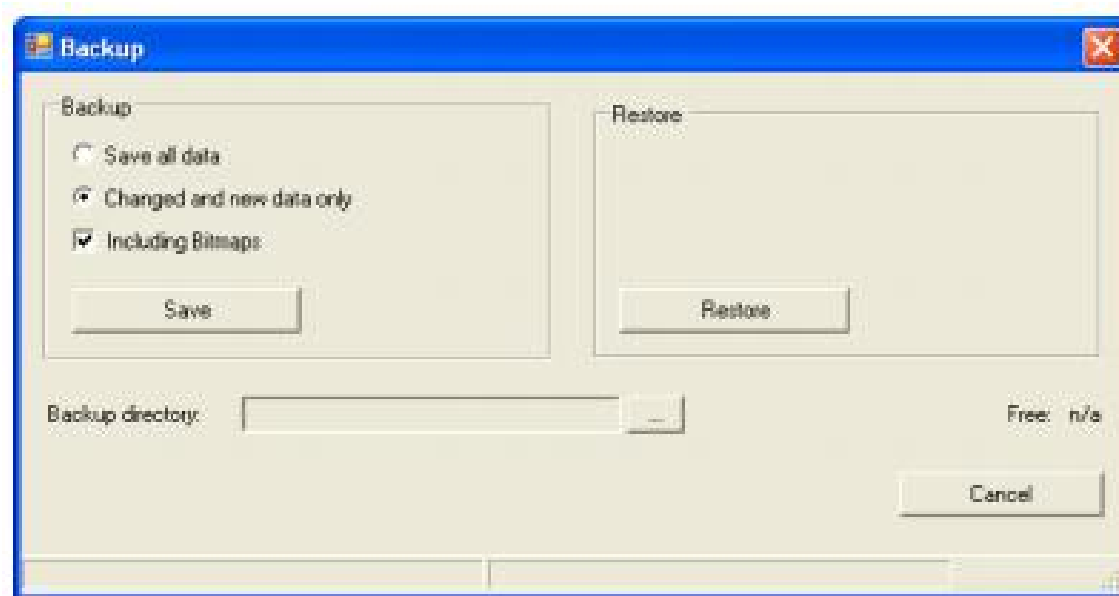 Backup
Backup
Save all data
Changed and new data only
Including Bitmaps
Save
Restore
Restore
Backup directory:
...
Free: n/a
Cancel